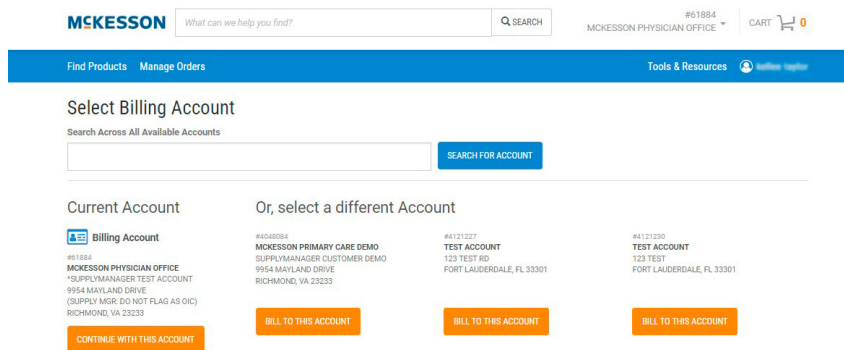 MCKESSON
What can we help you find?
SEARCH
#61884
MCKESSON PHYSICIAN OFFICE
CART 0
Find Products Manage Orders
Tools & Resources
Select Billing Account
Search Across All Available Accounts
SEARCH FOR ACCOUNT
Current Account
Billing Account
#61884
MCKESSON PHYSICIAN OFFICE
*SUPPLYMANAGER TEST ACCOUNT
9954 MAYLAND DRIVE
(SUPPLY MGR: DO NOT FLAG AS OIC)
RICHMOND, VA 23233
CONTINUE WITH THIS ACCOUNT
Or, select a different Account
#4048084
MCKESSON PRIMARY CARE DEMO
SUPPLYMANAGER CUSTOMER DEMO
9954 MAYLAND DRIVE
RICHMOND, VA 23233
BILL TO THIS ACCOUNT
#4121227
TEST ACCOUNT
123 TEST RD
FORT LAUDERDALE, FL 33301
BILL TO THIS ACCOUNT
#4121230
TEST ACCOUNT
123 TEST
FORT LAUDERDALE, FL 33301
BILL TO THIS ACCOUNT